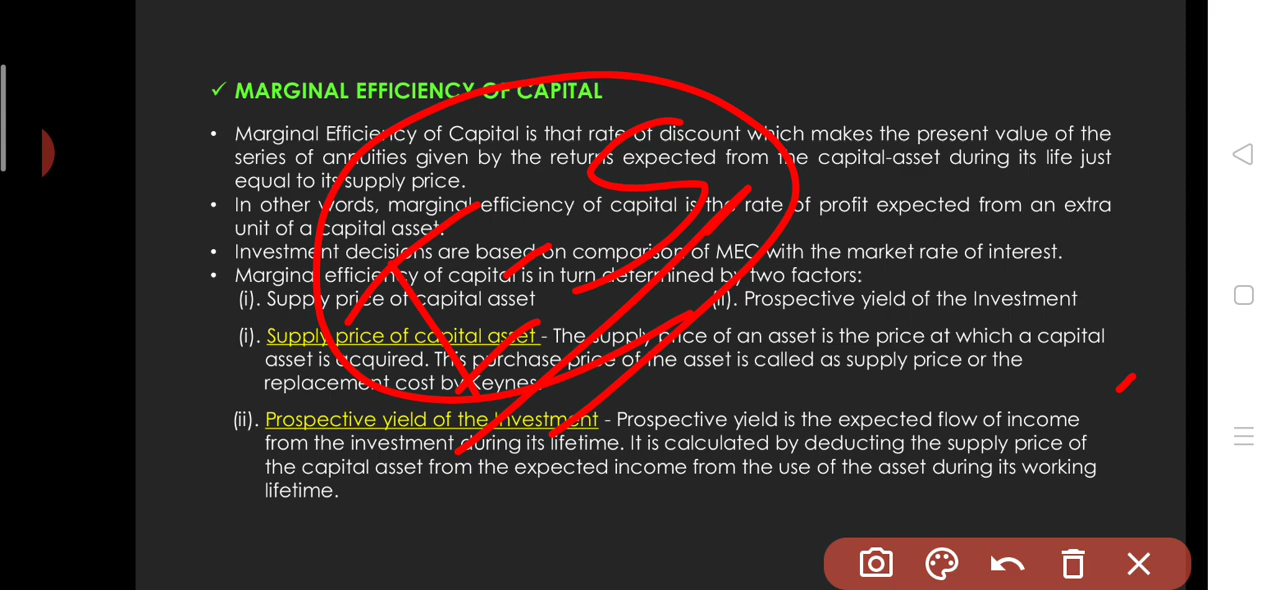 ✓ MARGINAL EFFICIENCY OF CAPITAL
• Marginal Efficiency of Capital is that rate of discount which makes the present value of the
series of annuities given by the returns expected from the capital-asset during its life just
equal to its supply price.
• In other words, marginal efficiency of capital is the rate of profit expected from an extra
unit of a capital asset.
• Investment decisions are based on comparison of MEC with the market rate of interest.
• Marginal efficiency of capital is in turn determined by two factors:
(i). Supply price of capital asset (ii). Prospective yield of the Investment
(i). Supply price of capital asset - The supply price of an asset is the price at which a capital
asset is acquired. This purchase price of the asset is called as supply price or the
replacement cost by Keynes.
(ii). Prospective yield of the Investment - Prospective yield is the expected flow of income
from the investment during its lifetime. It is calculated by deducting the supply price of
the capital asset from the expected income from the use of the asset during its working
lifetime.